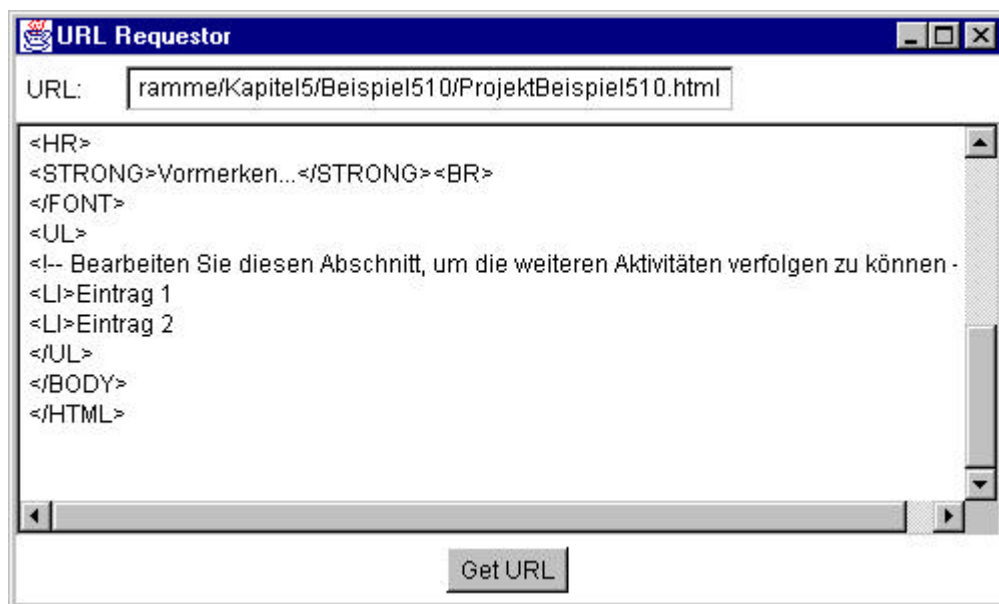 URL Requestor
URL: ramme/Kapitel5/Beispiel510/ProjektBeispiel510.html
<HR>
<STRONG>Vormerken...</STRONG><BR>
</FONT>
<UL>
<!-- Bearbeiten Sie diesen Abschnitt, um die weiteren Aktivitäten verfolgen zu können -
<LI>Eintrag 1
<LI>Eintrag 2
</UL>
</BODY>
</HTML>
Get URL